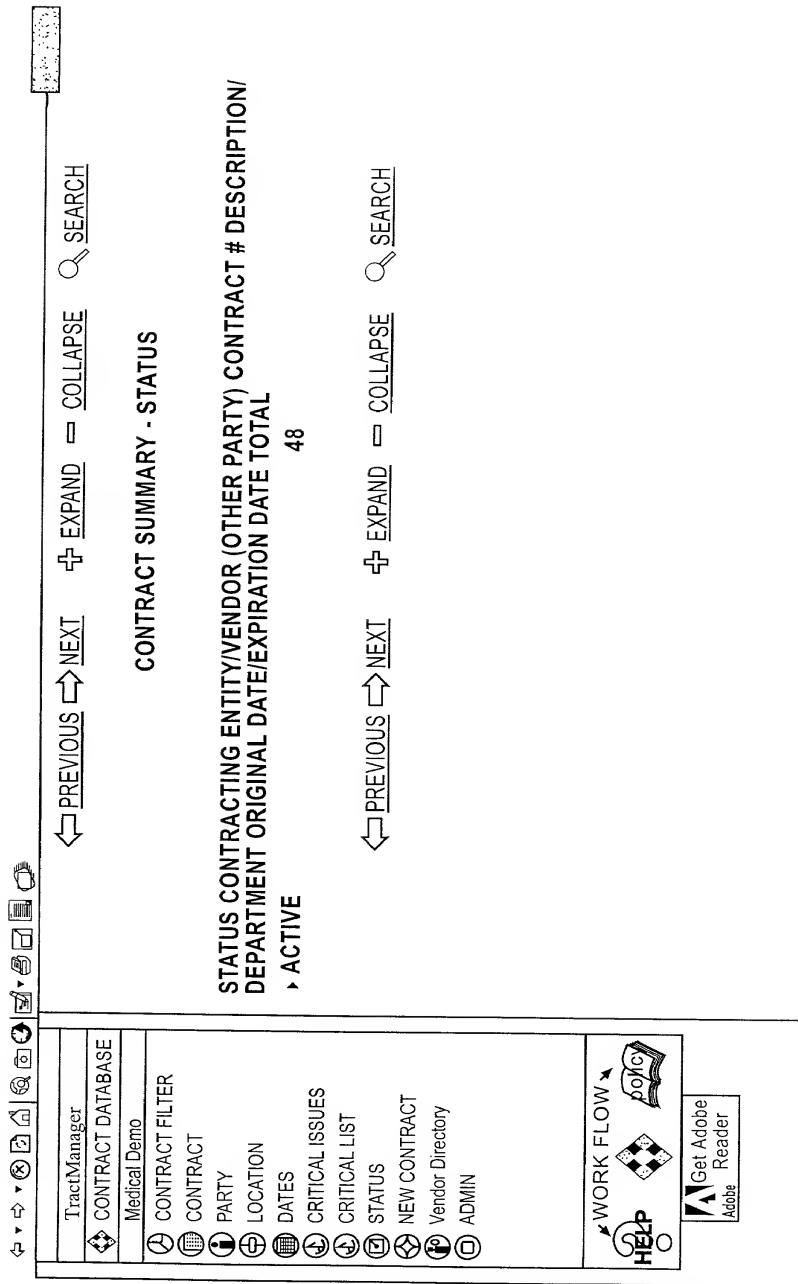 TractManager
CONTRACT DATABASE
Medical Demo
CONTRACT FILTER
CONTRACT
PARTY
LOCATION
DATES
CRITICAL ISSUES
CRITICAL LIST
STATUS
NEW CONTRACT
Vendor Directory
ADMIN
WORK FLOW
HELP
policy
Get Adobe
Reader
Adobe
PREVIOUS NEXT EXPAND COLLAPSE SEARCH
CONTRACT SUMMARY - STATUS
STATUS CONTRACTING ENTITY/VENDOR (OTHER PARTY) CONTRACT # DESCRIPTION/
DEPARTMENT ORIGINAL DATE/EXPIRATION DATE TOTAL
ACTIVE 48
PREVIOUS NEXT EXPAND COLLAPSE SEARCH